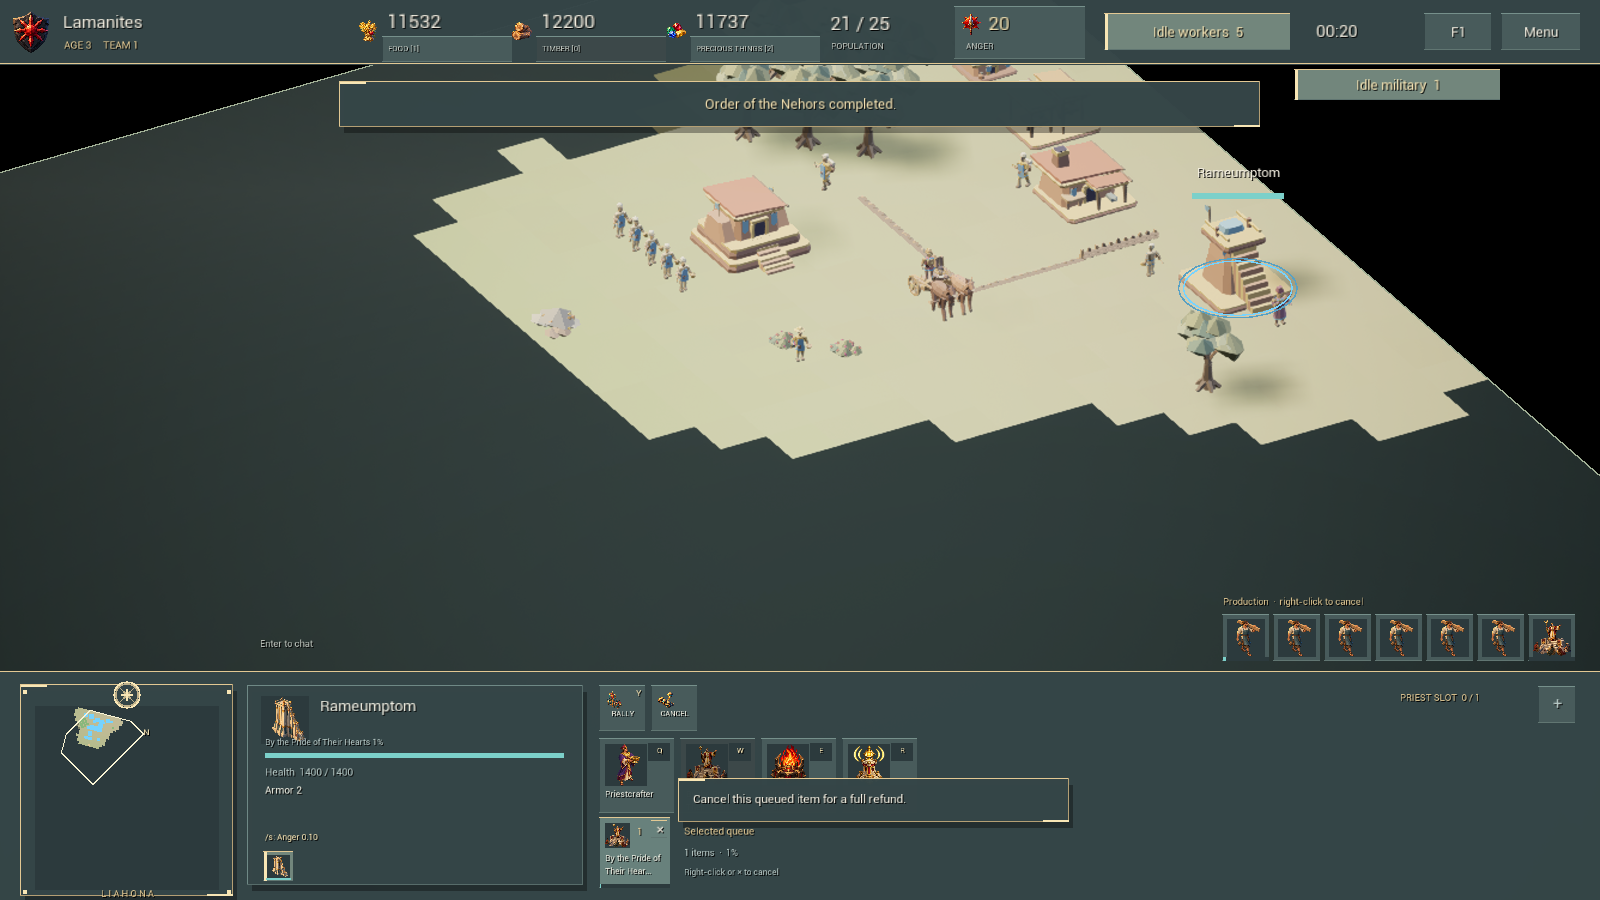 Lamanites
AGE 3 TEAM 1
11532
FOOD [1]
12200
TIMBER [0]
11737
PRECIOUS THINGS [2]
21 / 25
POPULATION
20
ANGER
Idle workers 5
00:20
F1
Menu
Idle military 1
Order of the Nehors completed.
Rameumptom
Production · right-click to cancel
Enter to chat
N
LIAHONA
Rameumptom
By the Pride of Their Hearts 1%
Health 1400 / 1400
Armor 2
/s: Anger 0.10
Y
RALLY
CANCEL
PRIEST SLOT 0 / 1
+
Q
W
E
R
Priestcrafter
Cancel this queued item for a full refund.
1 ×
By the Pride of
Their Hear...
Selected queue
1 items · 1%
Right-click or × to cancel